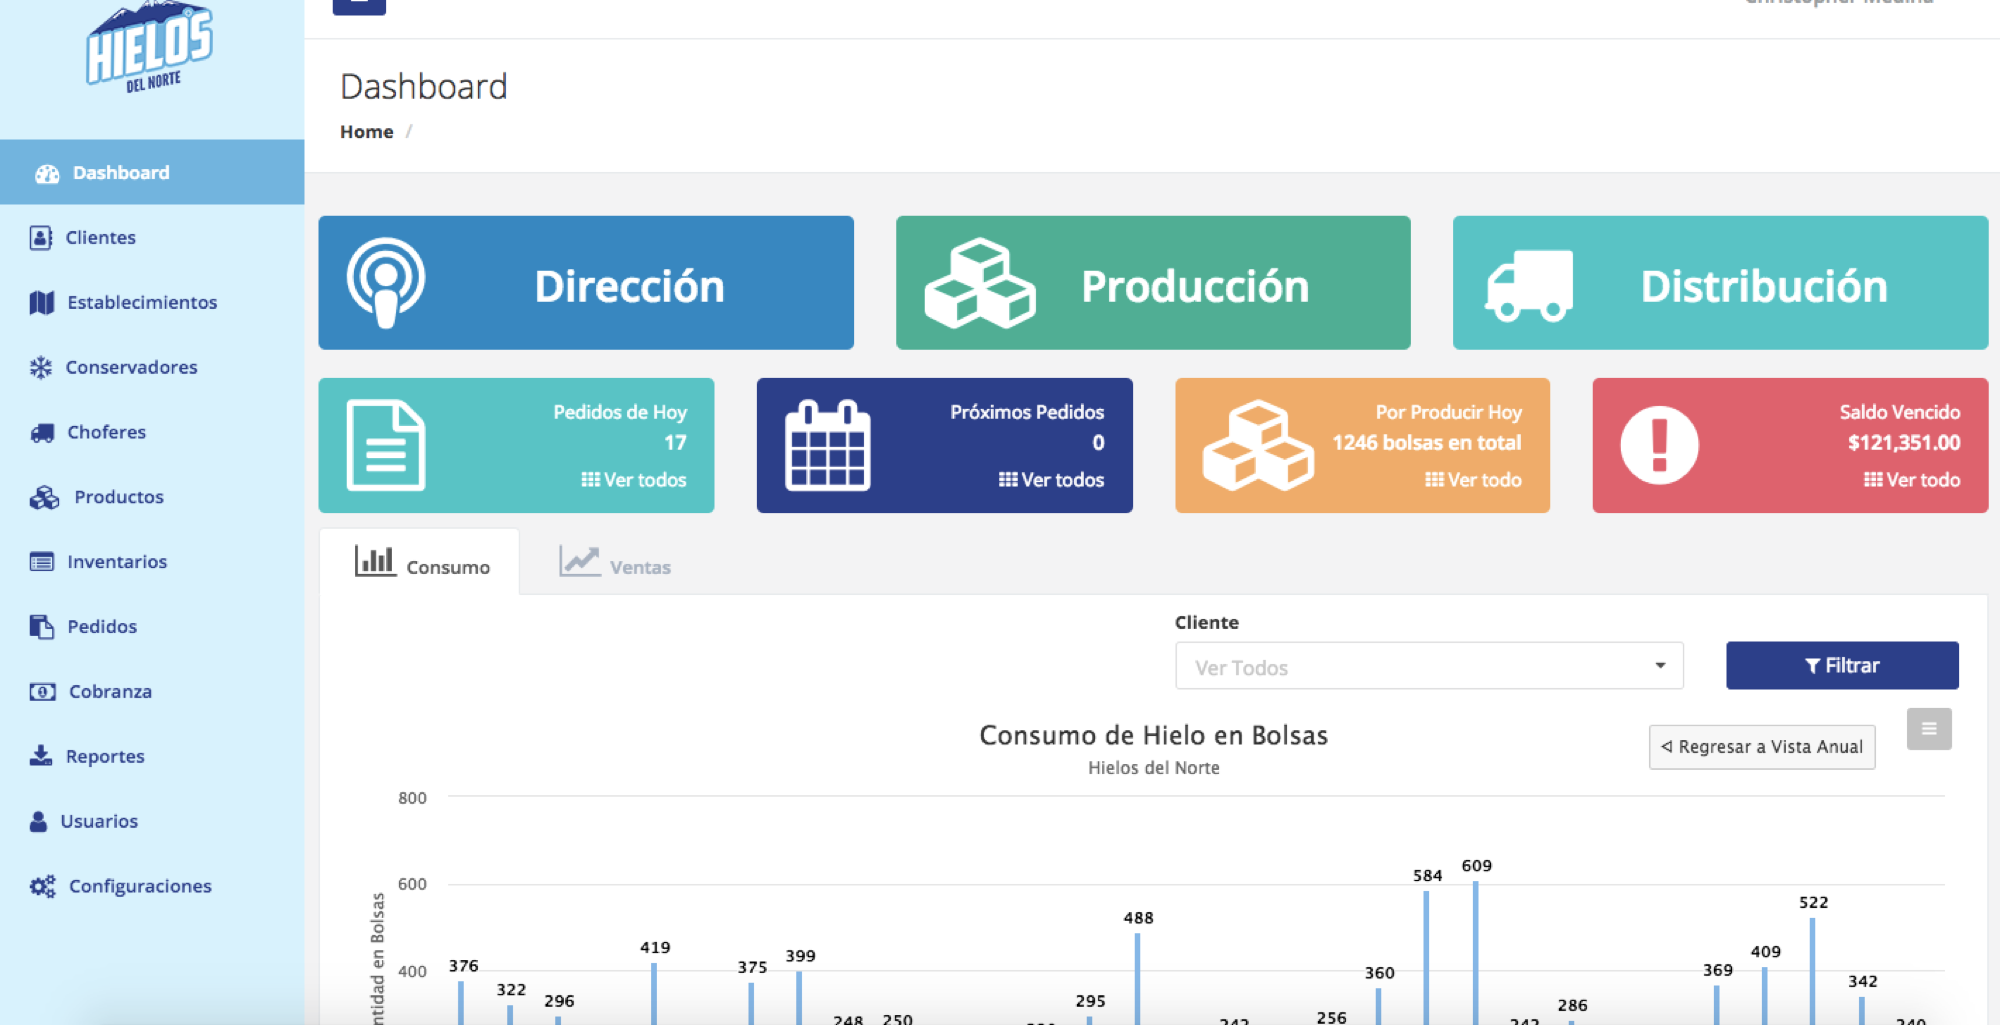 HIELOS
DEL NORTE
Dashboard
Home /
Dashboard
Clientes
Establecimientos
Conservadores
Choferes
Productos
Inventarios
Pedidos
Cobranza
Reportes
Usuarios
Configuraciones
Dirección
Producción
Distribución
Pedidos de Hoy
17
Ver todos
Próximos Pedidos
0
Ver todos
Por Producir Hoy
1246 bolsas en total
Ver todo
Saldo Vencido
$121,351.00
Ver todo
Consumo
Ventas
Cliente
Ver Todos
Filtrar
Consumo de Hielo en Bolsas
Hielos del Norte
Regresar a Vista Anual
800
600
400
en Bolsas
376
322
296
419
375
399
248
250
295
488
242
256
360
584
609
242
286
369
409
522
342
240